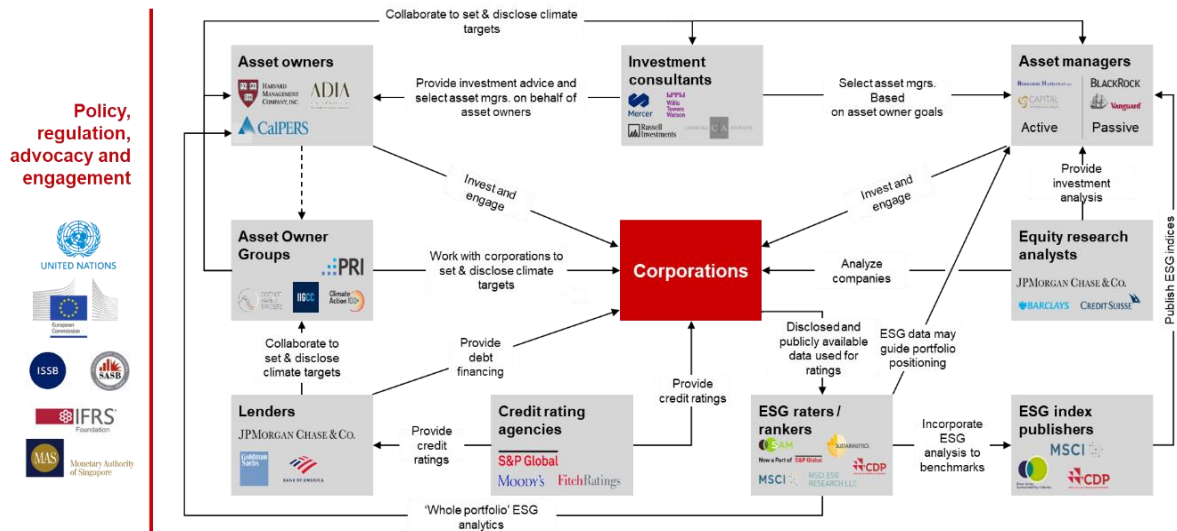 Policy,
regulation,
advocacy and
engagement
UNITED NATIONS
European
Commission
ISSB
SASB
IFRS
Foundation
MAS
Monetary Authority
of Singapore
Collaborate to set & disclose climate
targets
Asset owners
HARVARD
MANAGEMENT
COMPANY, INC.
ADIA
CalPERS
Provide investment advice and
select asset mgrs. on behalf of
asset owners
Investment
consultants
Mercer
Willis
Towers
Watson
Russell
Investments
CA
Select asset mgrs.
Based
on asset owner goals
Asset managers
CAPITAL
BLACKROCK
Vanguard
Active
Passive
Invest and
engage
Invest and
engage
Provide
investment
analysis
Asset Owner
Groups
PRI
IIGCC
Climate
Action 100+
Work with corporations to
set & disclose climate
targets
Corporations
Analyze
companies
Equity research
analysts
JPMORGAN CHASE & CO.
BARCLAYS
CREDIT SUISSE
Publish ESG indices
Collaborate to
set & disclose
climate targets
Provide
debt
financing
Provide
credit ratings
Disclosed and
publicly available
data used for
ratings
ESG data may
guide portfolio
positioning
Lenders
JPMORGAN CHASE & CO.
Goldman
Sachs
BANK OF AMERICA
Provide
credit
ratings
Credit rating
agencies
S&P Global
MOODY'S
FitchRatings
ESG raters /
rankers
SAM
Now a Part of S&P Global
SUSTAINALYTICS
CDP
MSCI
MSCI ESG
RESEARCH LLC
Incorporate
ESG
analysis to
benchmarks
ESG index
publishers
MSCI
CDP
'Whole portfolio' ESG
analytics